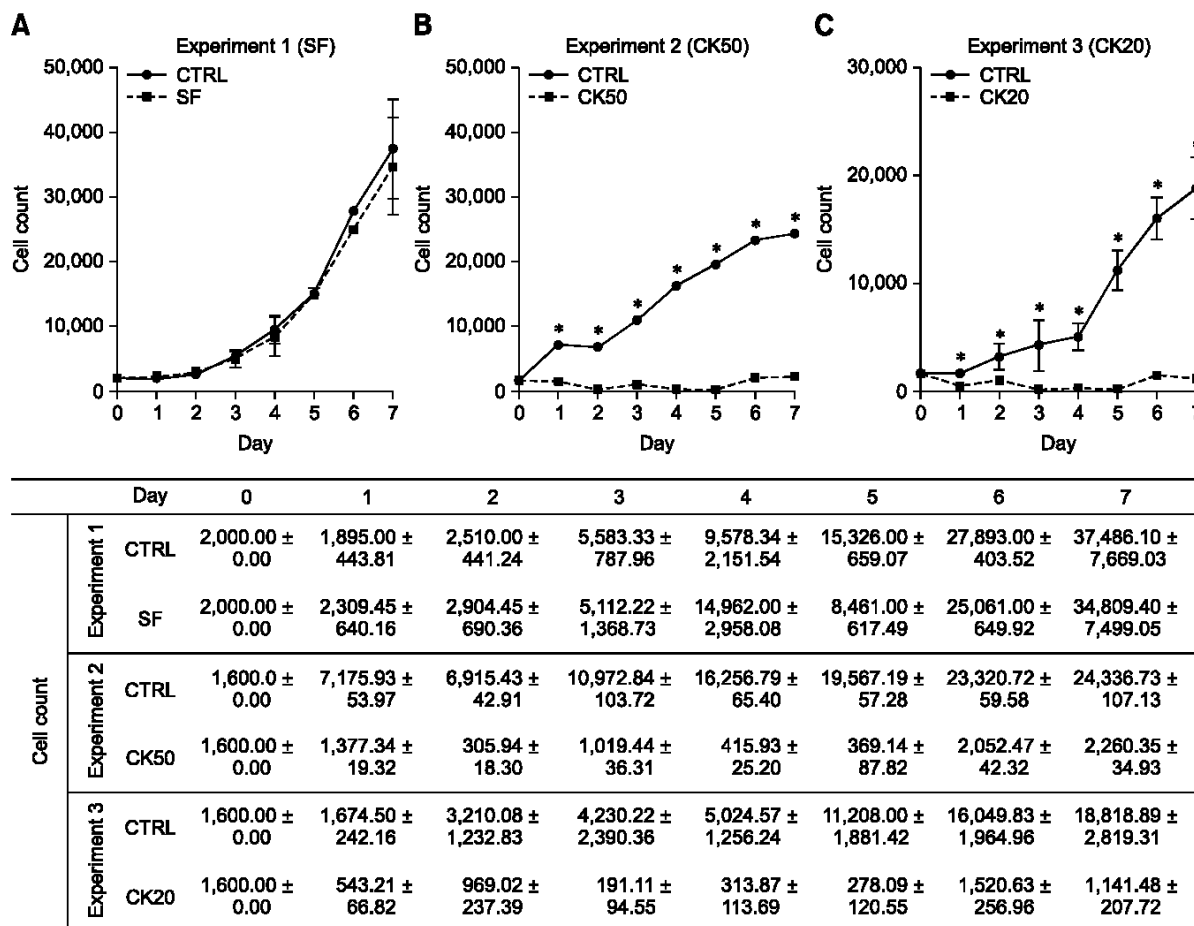 A
Experiment 1 (SF)
CTRL
SF
50,000
40,000
30,000
20,000
10,000
0
Cell count
0 1 2 3 4 5 6 7
Day
B
Experiment 2 (CK50)
CTRL
CK50
50,000
40,000
30,000
20,000
10,000
0
Cell count
* * * * * * *
0 1 2 3 4 5 6 7
Day
C
Experiment 3 (CK20)
CTRL
CK20
30,000
20,000
10,000
0
Cell count
* * * * * * *
0 1 2 3 4 5 6 7
Day
Day 0 1 2 3 4 5 6 7
Cell count
Experiment 1
CTRL 2,000.00 ± 1,895.00 ± 2,510.00 ± 5,583.33 ± 9,578.34 ± 15,326.00 ± 27,893.00 ± 37,486.10 ±
0.00 443.81 441.24 787.96 2,151.54 659.07 403.52 7,669.03
SF 2,000.00 ± 2,309.45 ± 2,904.45 ± 5,112.22 ± 14,962.00 ± 8,461.00 ± 25,061.00 ± 34,809.40 ±
0.00 640.16 690.36 1,368.73 2,958.08 617.49 649.92 7,499.05
Experiment 2
CTRL 1,600.0 ± 7,175.93 ± 6,915.43 ± 10,972.84 ± 16,256.79 ± 19,567.19 ± 23,320.72 ± 24,336.73 ±
53.97 42.91 103.72 65.40 57.28 59.58 107.13
0.00
CK50 1,600.00 ± 1,377.34 ± 305.94 ± 1,019.44 ± 415.93 ± 369.14 ± 2,052.47 ± 2,260.35 ±
0.00 19.32 18.30 36.31 25.20 87.82 42.32 34.93
Experiment 3
CTRL 1,600.00 ± 1,674.50 ± 3,210.08 ± 4,230.22 ± 5,024.57 ± 11,208.00 ± 16,049.83 ± 18,818.89 ±
0.00 242.16 1,232.83 2,390.36 1,256.24 1,881.42 1,964.96 2,819.31
CK20 1,600.00 ± 543.21 ± 969.02 ± 191.11 ± 313.87 ± 278.09 ± 1,520.63 ± 1,141.48 ±
0.00 66.82 237.39 94.55 113.69 120.55 256.96 207.72